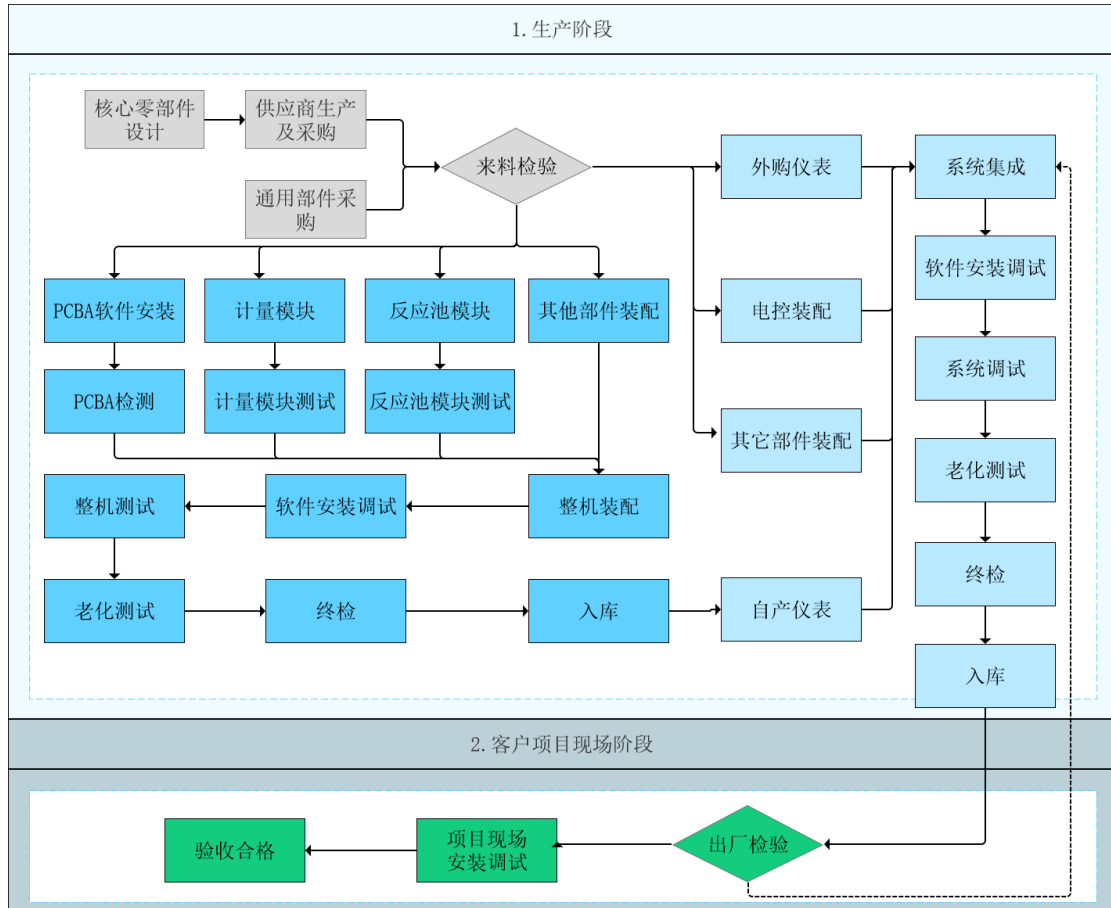 1.生产阶段
核心零部件
设计
供应商生产
及采购
通用部件采
购
来料检验
外购仪表
系统集成
PCBA软件安装
计量模块
反应池模块
其他部件装配
电控装配
软件安装调试
PCBA检测
计量模块测试
反应池模块测试
其它部件装配
系统调试
整机测试
软件安装调试
整机装配
老化测试
老化测试
终检
入库
自产仪表
终检
入库
2.客户项目现场阶段
验收合格
项目现场
安装调试
出厂检验